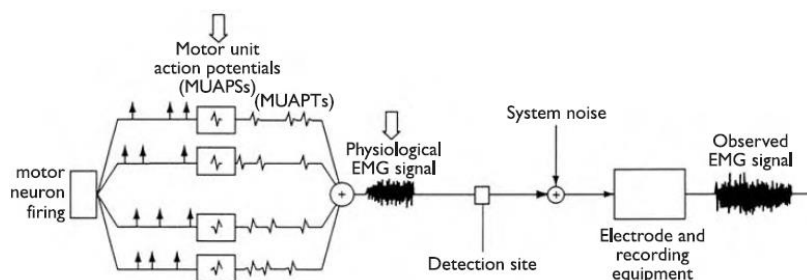 Motor unit
action potentials
(MUAPSs)
(MUAPTs)
motor
neuron
firing
Physiological
EMG signal
Detection site
System noise
Electrode and
recording
equipment
Observed
EMG signal